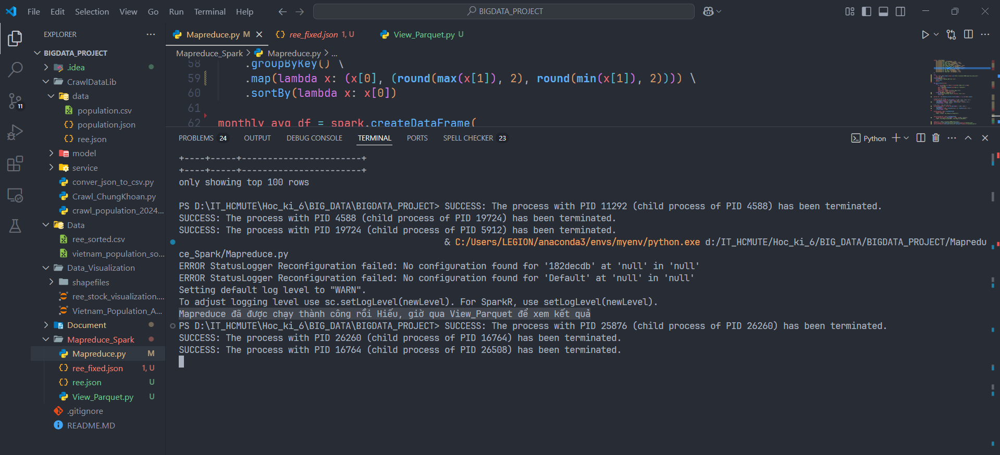 File Edit Selection View Go Run Terminal Help
BIGDATA_PROJECT
EXPLORER
BIGDATA_PROJECT
.idea
CrawlDataLib
data
population.csv
population.json
ree.json
model
service
conver_json_to_csv.py
Crawl_ChungKhoan.py
crawl_population_2024...
Data
ree_sorted.csv
vietnam_population_so...
Data_Visualization
shapefiles
ree_stock_visualization....
Vietnam_Population_A...
Document
Mapreduce_Spark
Mapreduce.py M
ree_fixed.json 1, U
ree.json U
View_Parquet.py U
.gitignore
README.MD
11
Mapreduce.py M
ree_fixed.json 1, U
View_Parquet.py U
Mapreduce_Spark > Mapreduce.py > ...
58 .groupByKey() \
59 .map(lambda x: (x[0], (round(max(x[1]), 2), round(min(x[1]), 2)))) \
60 .sortBy(lambda x: x[0])
61
62 monthly_avg_df = spark.createDataFrame(
PROBLEMS 24 OUTPUT DEBUG CONSOLE TERMINAL PORTS SPELL CHECKER 23
Python
+----+-----+-----------------------+
+----+-----+-----------------------+
only showing top 100 rows
PS D:\IT_HCMUTE\Hoc_ki_6\BIG_DATA\BIGDATA_PROJECT> SUCCESS: The process with PID 11292 (child process of PID 4588) has been terminated.
SUCCESS: The process with PID 4588 (child process of PID 19724) has been terminated.
SUCCESS: The process with PID 19724 (child process of PID 5912) has been terminated.
& C:/Users/LEGION/anaconda3/envs/myenv/python.exe d:/IT_HCMUTE/Hoc_ki_6/BIG_DATA/BIGDATA_PROJECT/Mapredu
ce_Spark/Mapreduce.py
ERROR StatusLogger Reconfiguration failed: No configuration found for '182decdb' at 'null' in 'null'
ERROR StatusLogger Reconfiguration failed: No configuration found for 'Default' at 'null' in 'null'
Setting default log level to "WARN".
To adjust logging level use sc.setLogLevel(newLevel). For SparkR, use setLogLevel(newLevel).
Mapreduce đã được chạy thành công rồi Hiếu, giờ qua View_Parquet để xem kết quả
PS D:\IT_HCMUTE\Hoc_ki_6\BIG_DATA\BIGDATA_PROJECT> SUCCESS: The process with PID 25876 (child process of PID 26260) has been terminated.
SUCCESS: The process with PID 26260 (child process of PID 16764) has been terminated.
SUCCESS: The process with PID 16764 (child process of PID 26508) has been terminated.